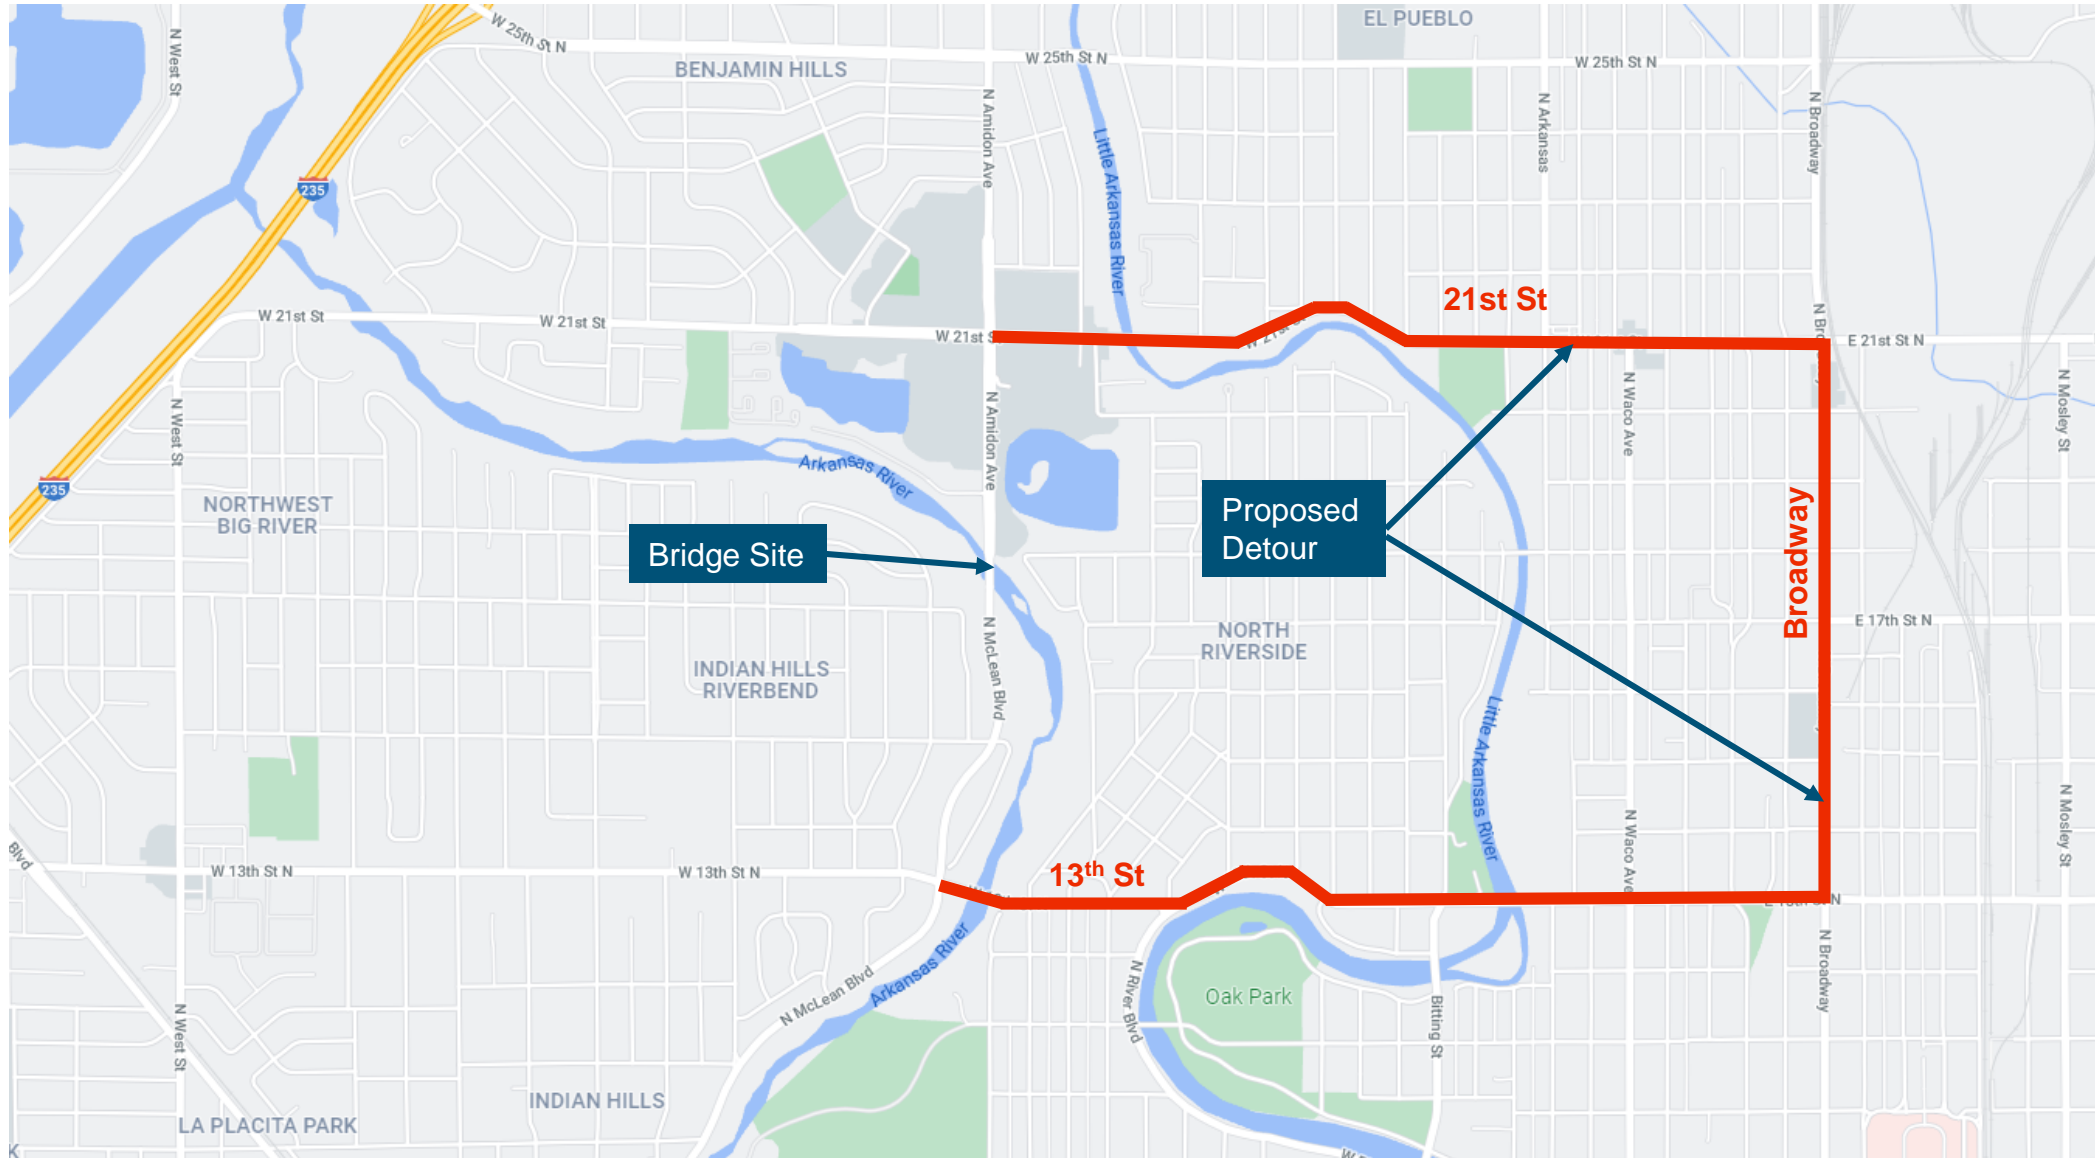 EL PUEBLO
W 25th St N
W 25th St N
W 25th St N
N West St
BENJAMIN HILLS
N Amidon Ave
N Arkansas
N Broadway
Little Arkansas River
235
21st St
W 21st St
W 21st St
W 21st S
W 21st S
E 21st St N
N West St
N Amidon Ave
N Waco Ave
N Mosley St
Arkansas River
235
NORTHWEST
BIG RIVER
Bridge Site
Proposed
Detour
Broadway
E 17th St N
NORTH
RIVERSIDE
N McLean Blvd
INDIAN HILLS
RIVERBEND
Little Arkansas River
N Waco Ave
N Mosley St
Blvd
W 13th St N
W 13th St N
13th St
N Broadway
Arkansas River
N McLean Blvd
N River Blvd
Oak Park
Bitting St
N West St
INDIAN HILLS
LA PLACITA PARK
K